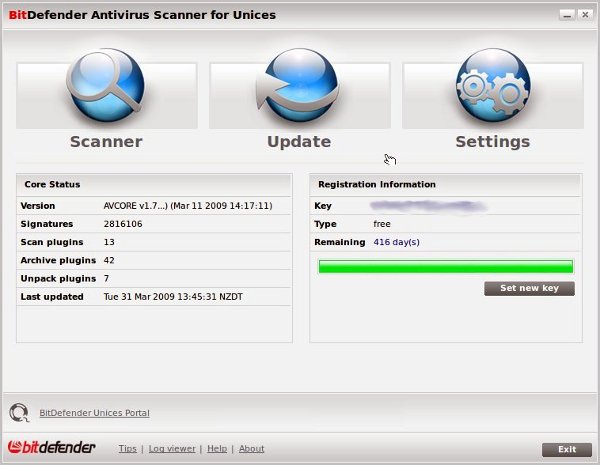 BitDefender Antivirus Scanner for Unices
Scanner
Update
Settings
Core Status
Version AVCORE v1.7...) (Mar 11 2009 14:17:11)
Signatures 2816106
Scan plugins 13
Archive plugins 42
Unpack plugins 7
Last updated Tue 31 Mar 2009 13:45:31 NZDT
Registration Information
Key
Type free
Remaining 416 day(s)
Set new key
BitDefender Unices Portal
bitdefender
Tips | Log viewer | Help | About
Exit